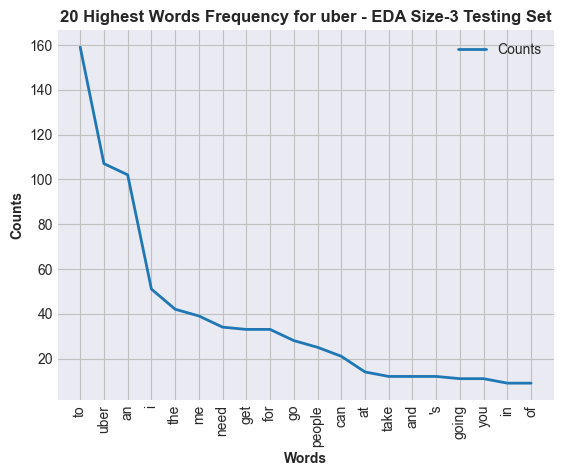 20 Highest Words Frequency for uber - EDA Size-3 Testing Set
Counts
160
140
120
100
80
60
40
20
Counts
to
uber
an
i
the
me
need
get
for
go
people
can
at
take
and
's
going
you
in
of
Words